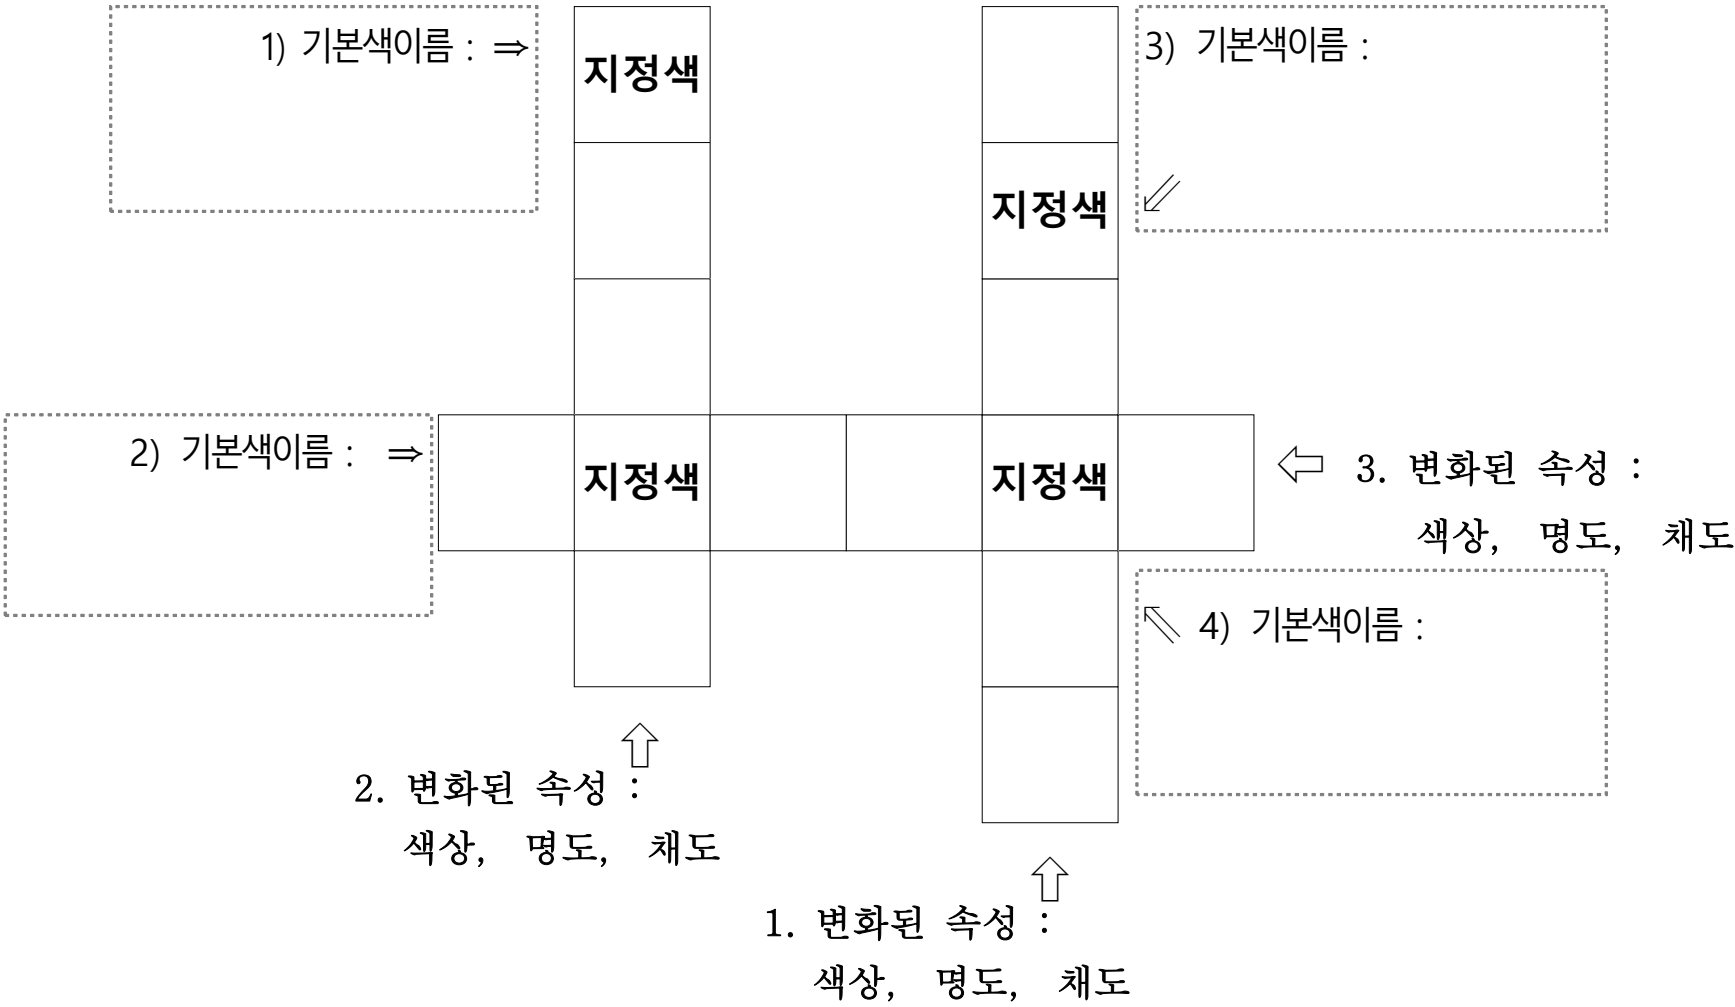 1) 기본색이름 : ⇒
지정색
3) 기본색이름 :
지정색
2) 기본색이름 : ⇒
지정색
지정색
3. 변화된 속성 :
색상, 명도, 채도
4) 기본색이름 :
2. 변화된 속성 :
색상, 명도, 채도
1. 변화된 속성 :
색상, 명도, 채도